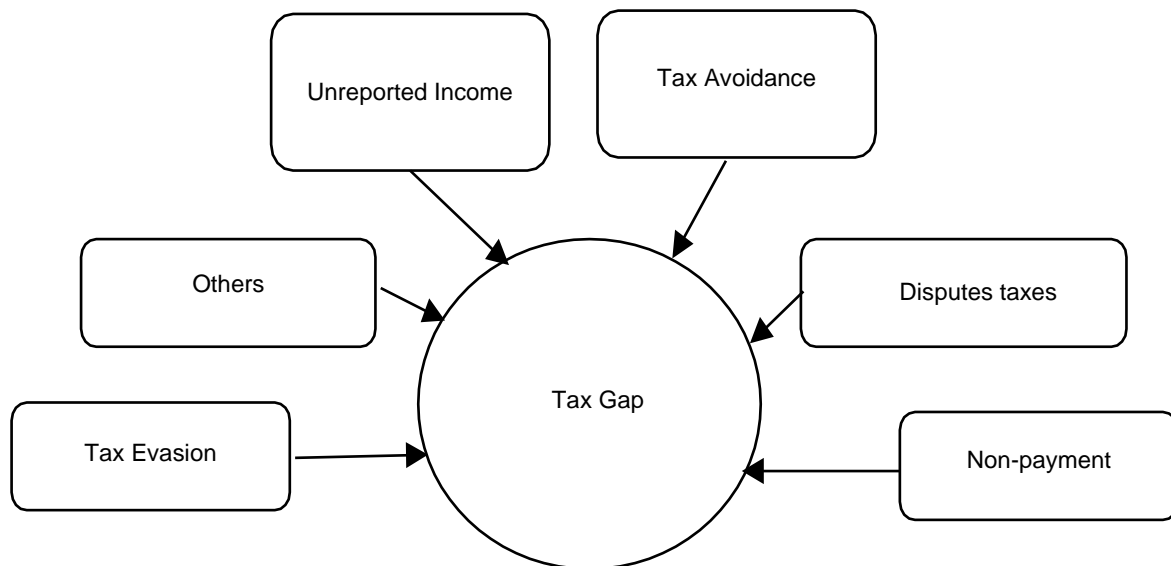 Unreported Income
Tax Avoidance
Others
Disputes taxes
Tax Gap
Tax Evasion
Non-payment